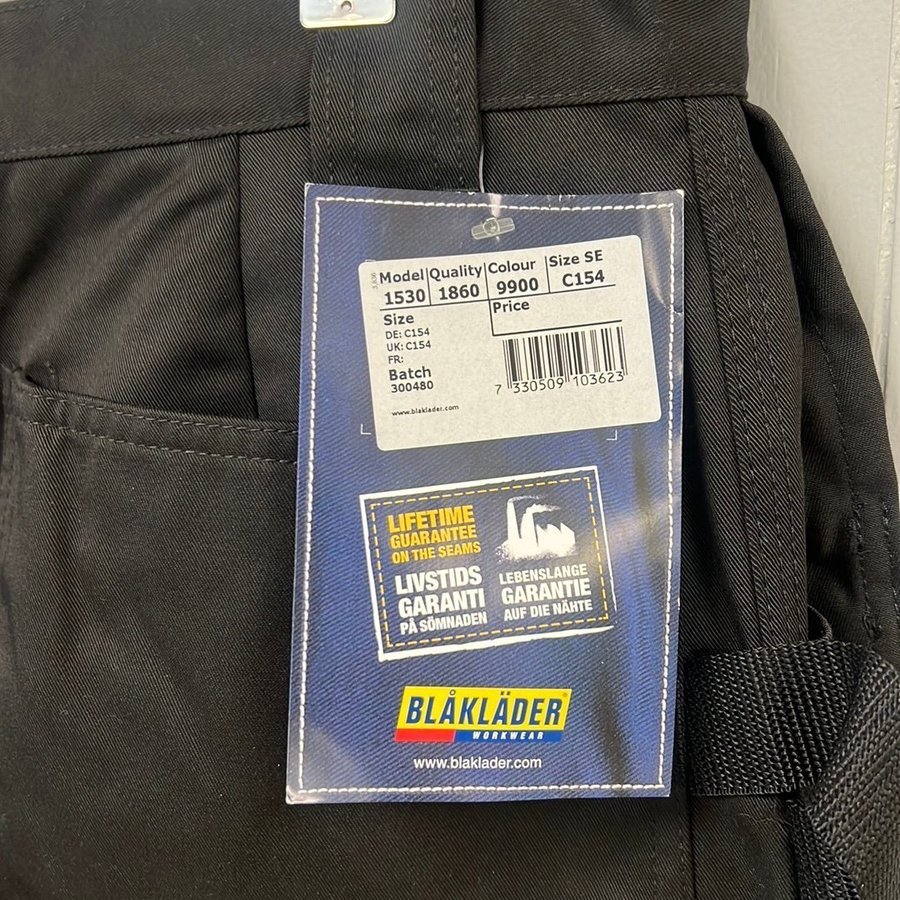 Model Quality Colour Size SE
1530 1860 9900 C154
Size Price
DE: C154
UK: C154
FR:
Batch
300480
7 330509 103623
www.blaklader.com
LIFETIME
GUARANTEE
ON THE SEAMS
LIVSTIDS
GARANTI
PÅ SÖMNADEN
LEBENSLANGE
GARANTIE
AUF DIE NÄHTE
BLÅKLÄDER®
WORKWEAR
www.blaklader.com